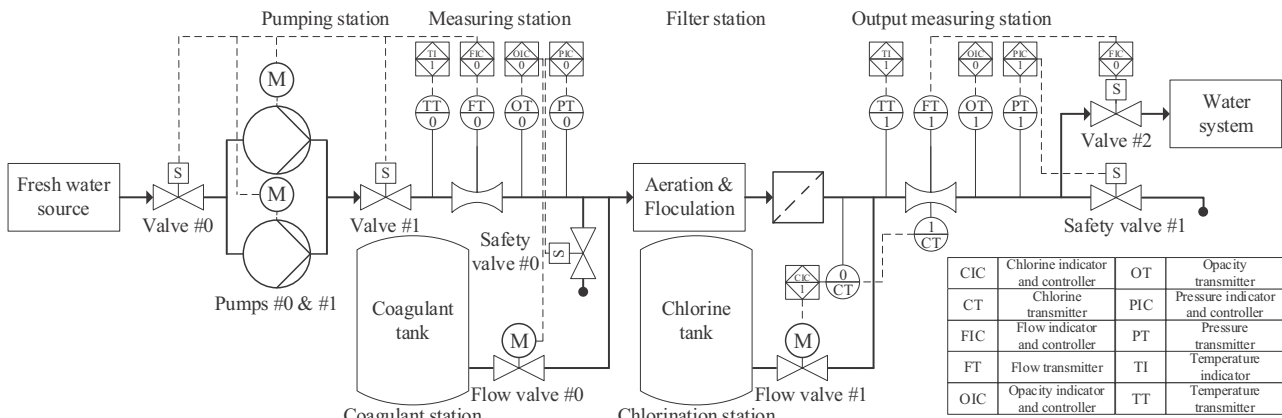 Pumping station
Measuring station
Filter station
Output measuring station
TI
1
FIC
0
OIC
0
PIC
0
TI
1
FIC
0
OIC
0
PIC
1
FIC
0
M
TT
0
FT
0
OT
0
PT
0
TT
1
FT
1
OT
1
PT
1
S
Valve #2
Water
system
Fresh water
source
S
Valve #0
M
S
Valve #1
Aeration &
Floculation
S
Safety valve #1
Pumps #0 & #1
Safety
valve #0
S
Coagulant
tank
M
Flow valve #0
Coagulant station
Chlorine
tank
CIC
1
0
CT
1
CT
M
Flow valve #1
Chlorination station
CIC
Chlorine indicator
and controller
OT
Opacity
transmitter
CT
Chlorine
transmitter
PIC
Pressure indicator
and controller
FIC
Flow indicator
and controller
PT
Pressure
transmitter
FT
Flow transmitter
TI
Temperature
indicator
OIC
Opacity indicator
and controller
TT
Temperature
transmitter